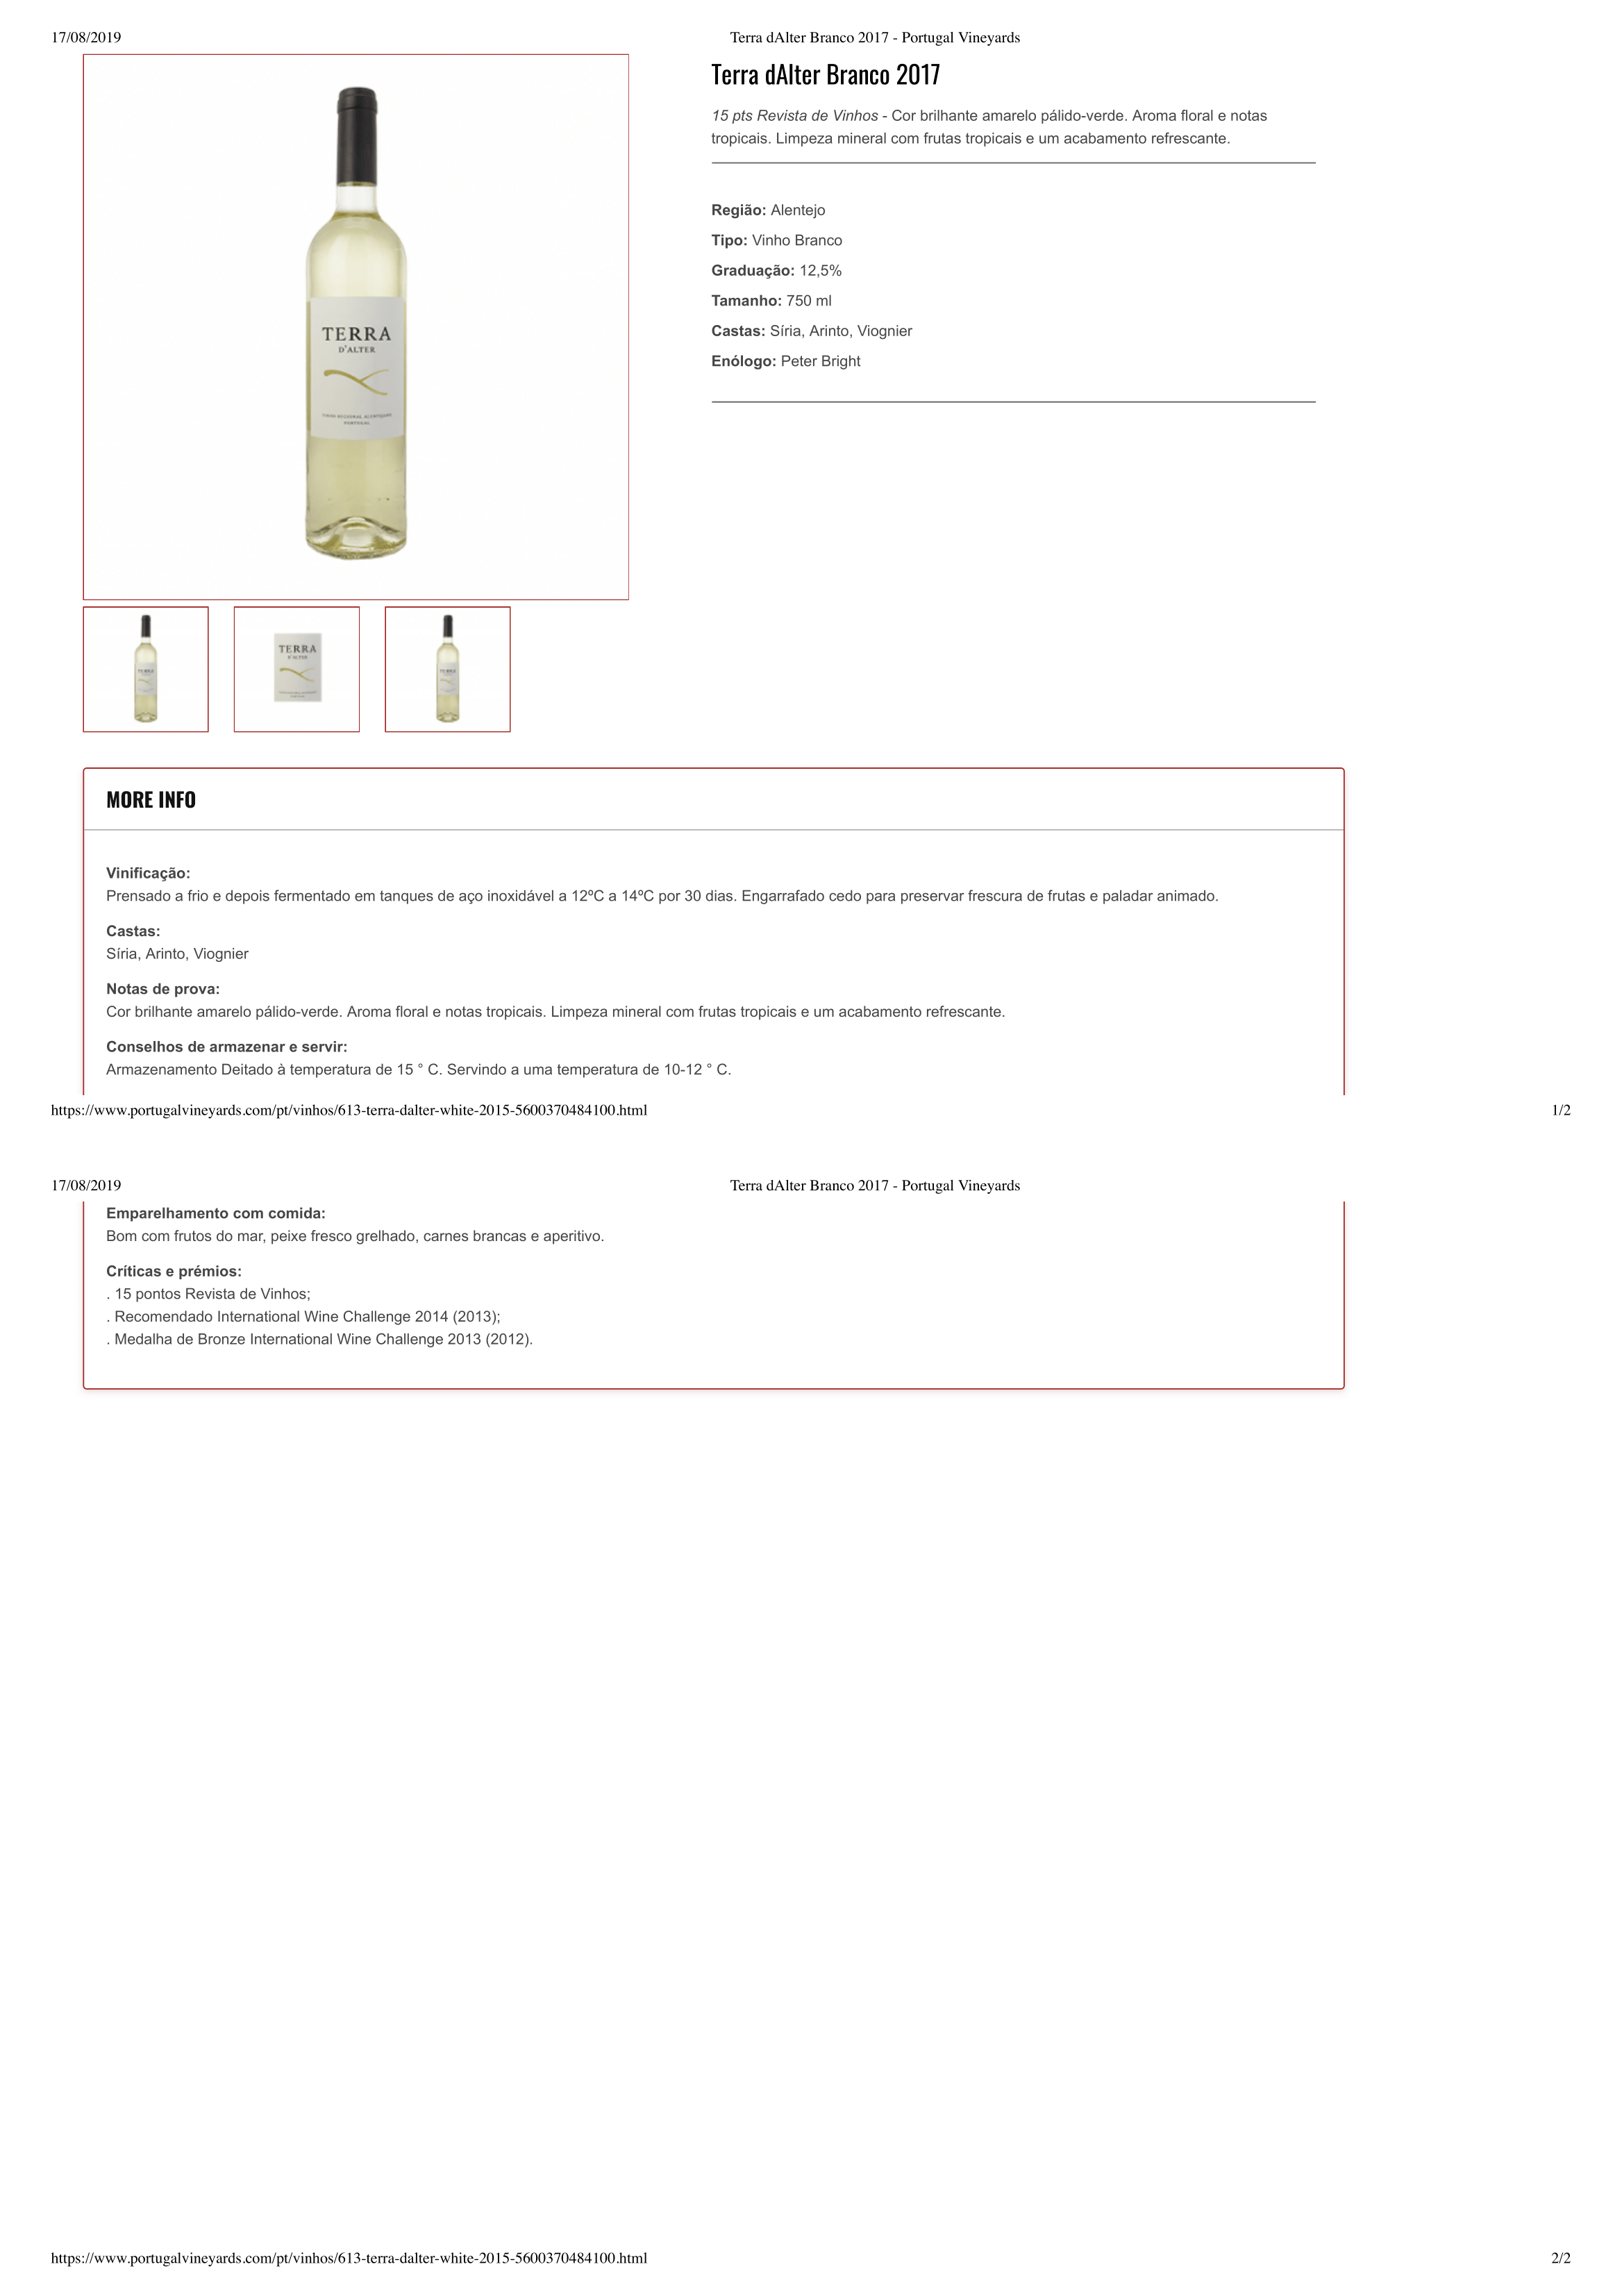 17/08/2019
Terra dAlter Branco 2017 - Portugal Vineyards
TERRA
D'ALTER
VINHO REGIONAL ALENTEJANO
PORTUGAL
TERRA
D'ALTER
Terra dAlter Branco 2017
15 pts Revista de Vinhos - Cor brilhante amarelo pálido-verde. Aroma floral e notas
tropicais. Limpeza mineral com frutas tropicais e um acabamento refrescante.
Região: Alentejo
Tipo: Vinho Branco
Graduação: 12,5%
Tamanho: 750 ml
Castas: Síria, Arinto, Viognier
Enólogo: Peter Bright
MORE INFO
Vinificação:
Prensado a frio e depois fermentado em tanques de aço inoxidável a 12ºC a 14ºC por 30 dias. Engarrafado cedo para preservar frescura de frutas e paladar animado.
Castas:
Síria, Arinto, Viognier
Notas de prova:
Cor brilhante amarelo pálido-verde. Aroma floral e notas tropicais. Limpeza mineral com frutas tropicais e um acabamento refrescante.
Conselhos de armazenar e servir:
Armazenamento Deitado à temperatura de 15 ° C. Servindo a uma temperatura de 10-12 ° C.
https://www.portugalvineyards.com/pt/vinhos/613-terra-dalter-white-2015-5600370484100.html
1/2
17/08/2019
Terra dAlter Branco 2017 - Portugal Vineyards
Emparelhamento com comida:
Bom com frutos do mar, peixe fresco grelhado, carnes brancas e aperitivo.
Críticas e prémios:
. 15 pontos Revista de Vinhos;
. Recomendado International Wine Challenge 2014 (2013);
. Medalha de Bronze International Wine Challenge 2013 (2012).
https://www.portugalvineyards.com/pt/vinhos/613-terra-dalter-white-2015-5600370484100.html
2/2